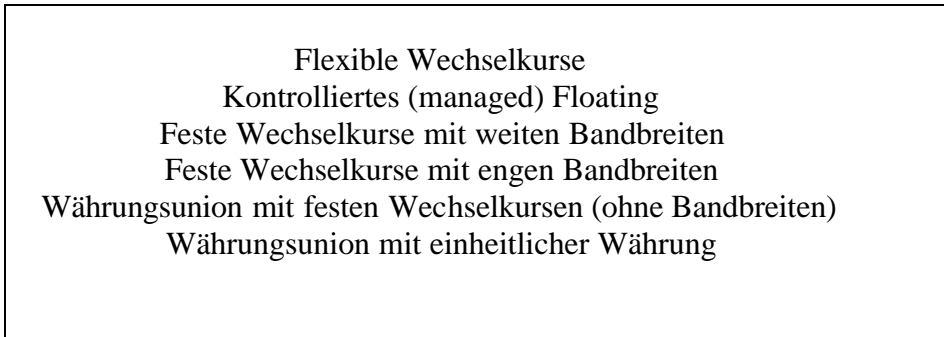 Flexible Wechselkurse
Kontrolliertes (managed) Floating
Feste Wechselkurse mit weiten Bandbreiten
Feste Wechselkurse mit engen Bandbreiten
Währungsunion mit festen Wechselkursen (ohne Bandbreiten)
Währungsunion mit einheitlicher Währung